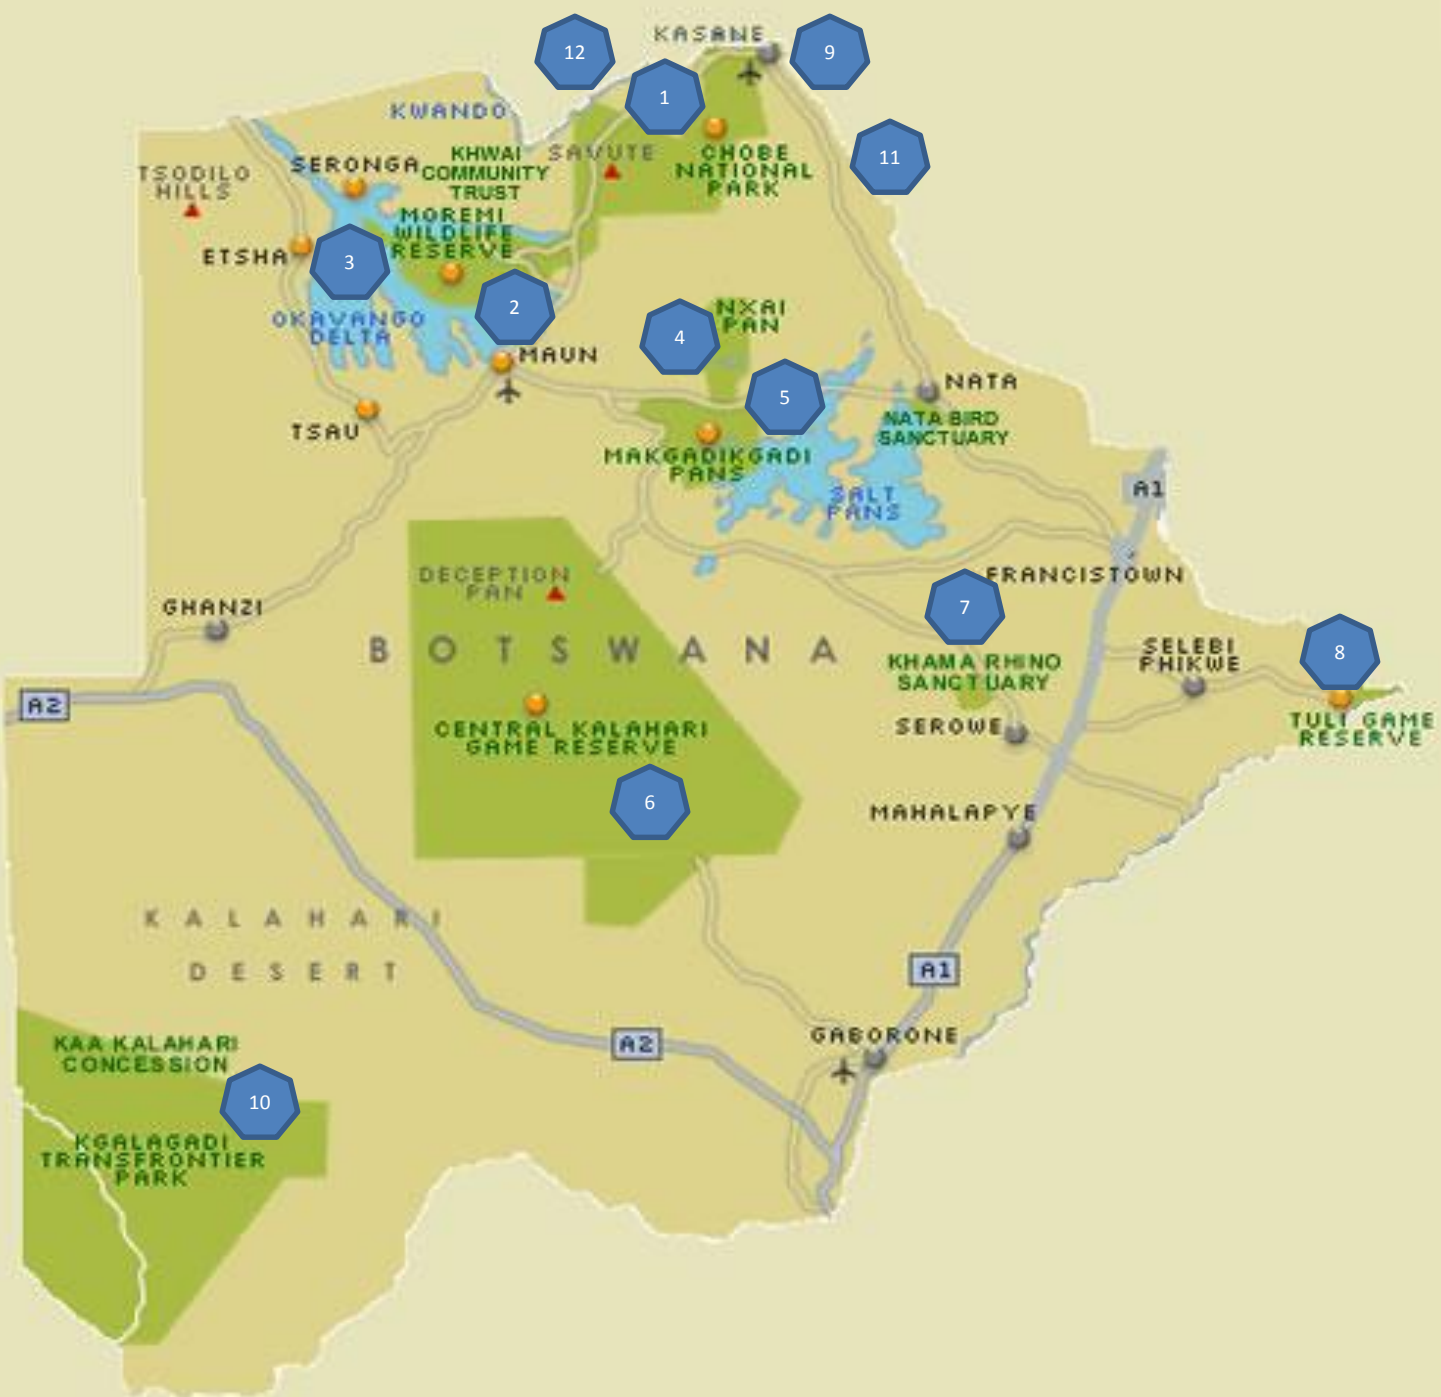 KASANE
12
9
1
KWANDO
11
SERONGA
KHWAI
COMMUNITY
TRUST
SAVUTE
CHOBE
NATIONAL
PARK
TSODILO
HILLS
MOREMI
WILDLIFE
RESERVE
ETSHA
3
2
OKAVANGO
DELTA
NXAI
PAN
4
MAUN
5
NATA
NATA BIRD
SANCTUARY
TSAU
MAKGADIKGADI
PANS
SALT
PANS
A1
DECEPTION
PAN
FRANCISTOWN
GHANZI
7
BOTSWANA
KHAMA RHINO
SANCTUARY
SELEBI
PHIKWE
8
A2
TULI GAME
RESERVE
CENTRAL KALAHARI
GAME RESERVE
SEROWE
6
MAHALAPYE
KALAHARI
DESERT
A1
GABORONE
A2
KAA KALAHARI
CONCESSION
10
KGALAGADI
TRANSFRONTIER
PARK